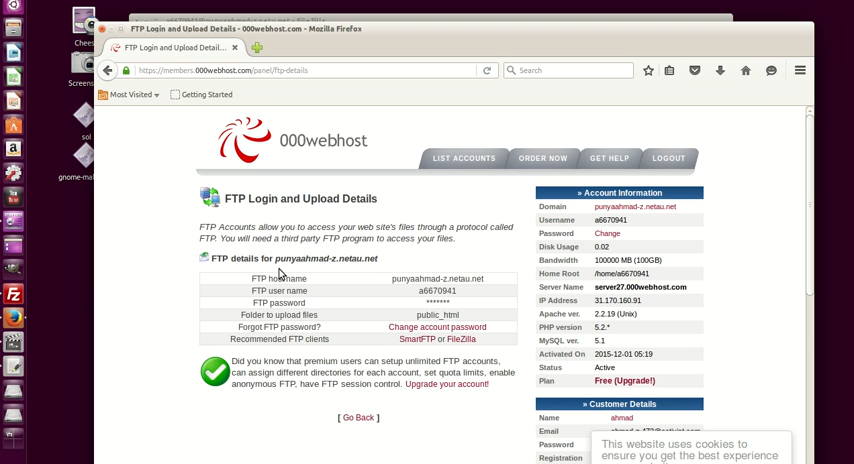 a6670941@punyaahmad-z.netau.net - FileZilla
FTP Login and Upload Details - 000webhost.com - Mozilla Firefox
FTP Login and Upload Detail...
https://members.000webhost.com/panel/ftp-details
Search
Most Visited
Getting Started
Chees
Screens
sol
gnome-mal
000webhost
LIST ACCOUNTS
ORDER NOW
GET HELP
LOGOUT
FTP Login and Upload Details
FTP Accounts allow you to access your web site's files through a protocol called
FTP. You will need a third party FTP program to access your files.
FTP details for punyaahmad-z.netau.net
FTP hostname punyaahmad-z.netau.net
FTP user name a6670941
FTP password *******
Folder to upload files public_html
Forgot FTP password? Change account password
Recommended FTP clients SmartFTP or FileZilla
Did you know that premium users can setup unlimited FTP accounts,
can assign different directories for each account, set quota limits, enable
anonymous FTP, have FTP session control. Upgrade your account!
[ Go Back ]
» Account Information
Domain punyaahmad-z.netau.net
Username a6670941
Password Change
Disk Usage 0.02
Bandwidth 100000 MB (100GB)
Home Root /home/a6670941
Server Name server27.000webhost.com
IP Address 31.170.160.91
Apache ver. 2.2.19 (Unix)
PHP version 5.2.*
MySQL ver. 5.1
Activated On 2015-12-01 05:19
Status Active
Plan Free (Upgrade!)
» Customer Details
Name ahmad
Email
Password
Registration
This website uses cookies to
ensure you get the best experience